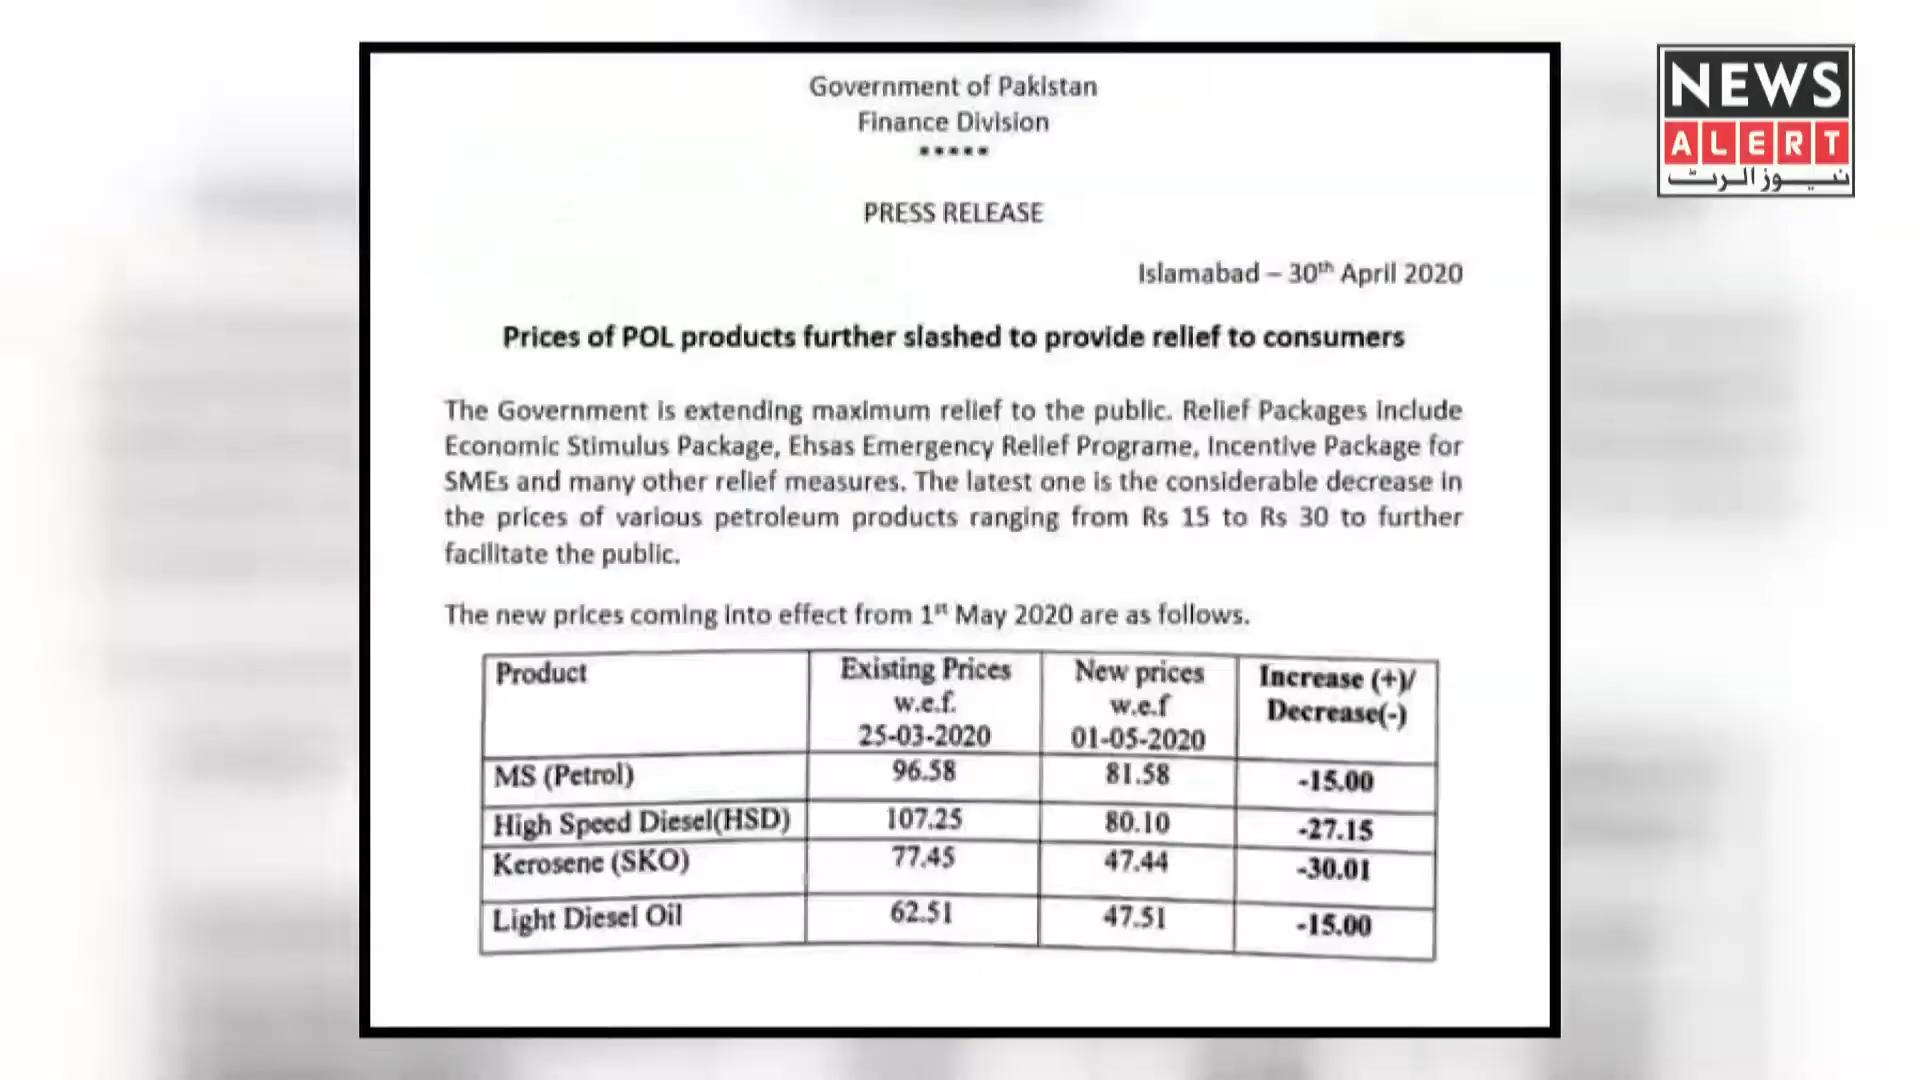 Government of Pakistan
Finance Division
*****
PRESS RELEASE
Islamabad – 30th April 2020
Prices of POL products further slashed to provide relief to consumers
The Government is extending maximum relief to the public. Relief Packages include
Economic Stimulus Package, Ehsas Emergency Relief Programe, Incentive Package for
SMEs and many other relief measures. The latest one is the considerable decrease in
the prices of various petroleum products ranging from Rs 15 to Rs 30 to further
facilitate the public.
The new prices coming into effect from 1st May 2020 are as follows.
Product Existing Prices w.e.f. 25-03-2020 New prices w.e.f 01-05-2020 Increase (+)/ Decrease(-)
MS (Petrol) 96.58 81.58 -15.00
High Speed Diesel(HSD) 107.25 80.10 -27.15
Kerosene (SKO) 77.45 47.44 -30.01
Light Diesel Oil 62.51 47.51 -15.00
NEWS
ALERT
نیوز الرٹ